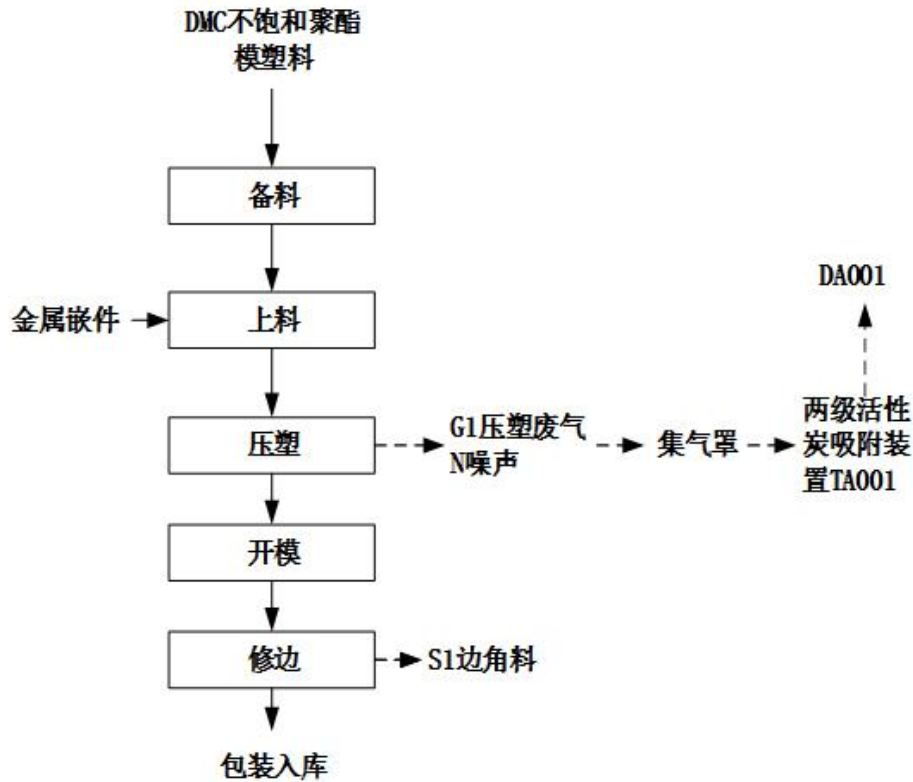 DMC不饱和聚酯
模塑料
备料
金属嵌件
上料
DA001
压塑
G1压塑废气
N噪声
集气罩
两级活性
炭吸附装
置TA001
开模
修边
S1边角料
包装入库